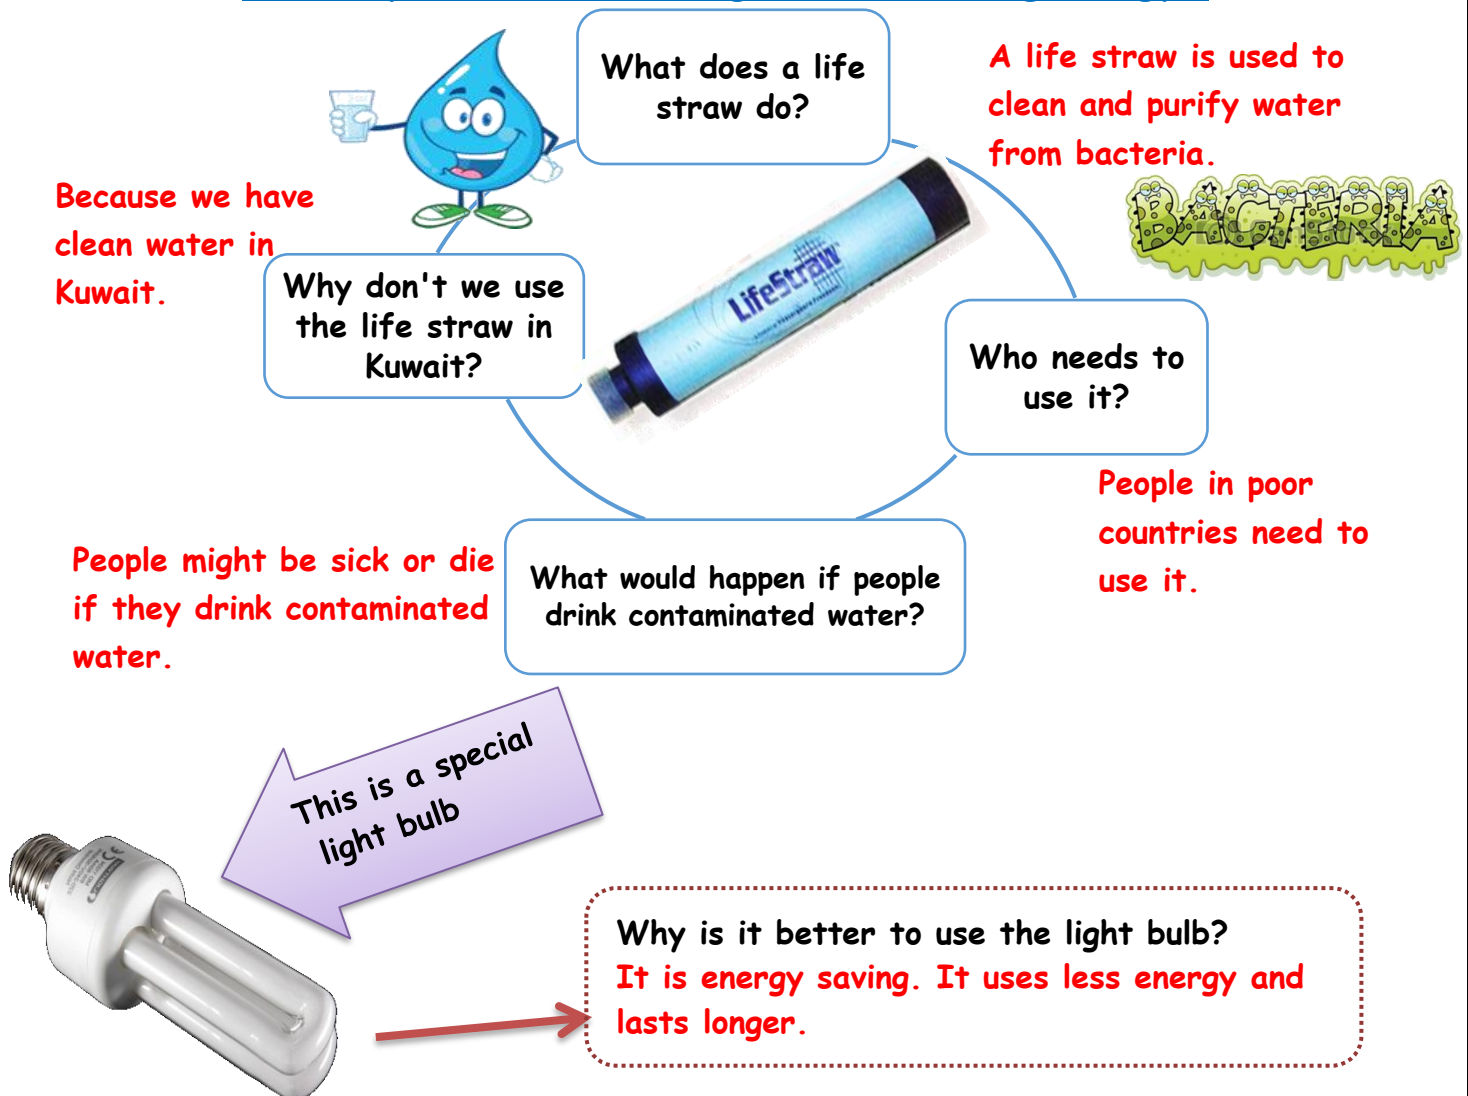 What does a life
straw do?
A life straw is used to
clean and purify water
from bacteria.
BACTERIA
Because we have
clean water in
Kuwait.
Why don't we use
the life straw in
Kuwait?
LifeStraw
Who needs to
use it?
People in poor
countries need to
use it.
People might be sick or die
if they drink contaminated
water.
What would happen if people
drink contaminated water?
This is a special
light bulb
Why is it better to use the light bulb?
It is energy saving. It uses less energy and
lasts longer.